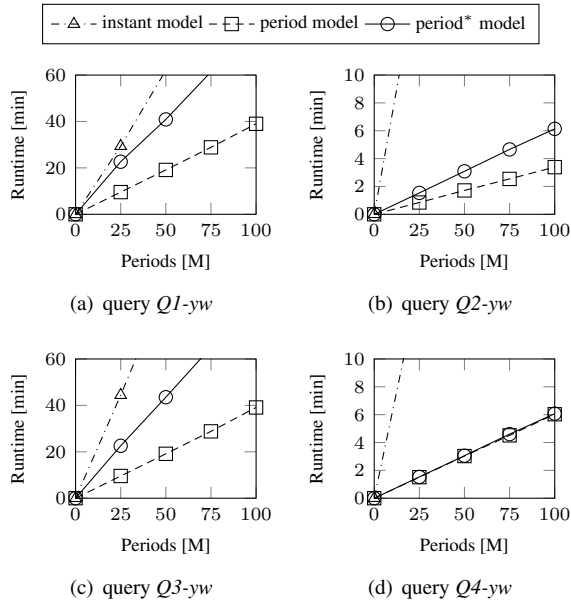 instant model period model period* model
60
40
20
0
0 25 50 75 100
Runtime [min]
Periods [M]
(a) query Q1-yw
10
8
6
4
2
0
0 25 50 75 100
Runtime [min]
Periods [M]
(b) query Q2-yw
60
40
20
0
0 25 50 75 100
Runtime [min]
Periods [M]
(c) query Q3-yw
10
8
6
4
2
0
0 25 50 75 100
Runtime [min]
Periods [M]
(d) query Q4-yw